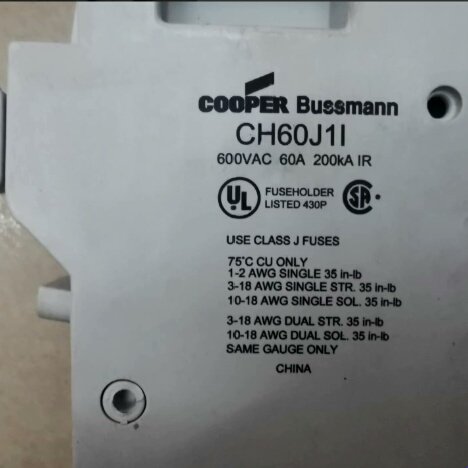 COOPER Bussmann
CH60J1I
600VAC 60A 200kA IR
UL
FUSEHOLDER
LISTED 430P
SA
USE CLASS J FUSES
75°C CU ONLY
1-2 AWG SINGLE 35 in-lb
3-18 AWG SINGLE STR. 35 in-lb
10-18 AWG SINGLE SOL. 35 in-lb
3-18 AWG DUAL STR. 35 in-lb
10-18 AWG DUAL SOL. 35 in-lb
SAME GAUGE ONLY
CHINA